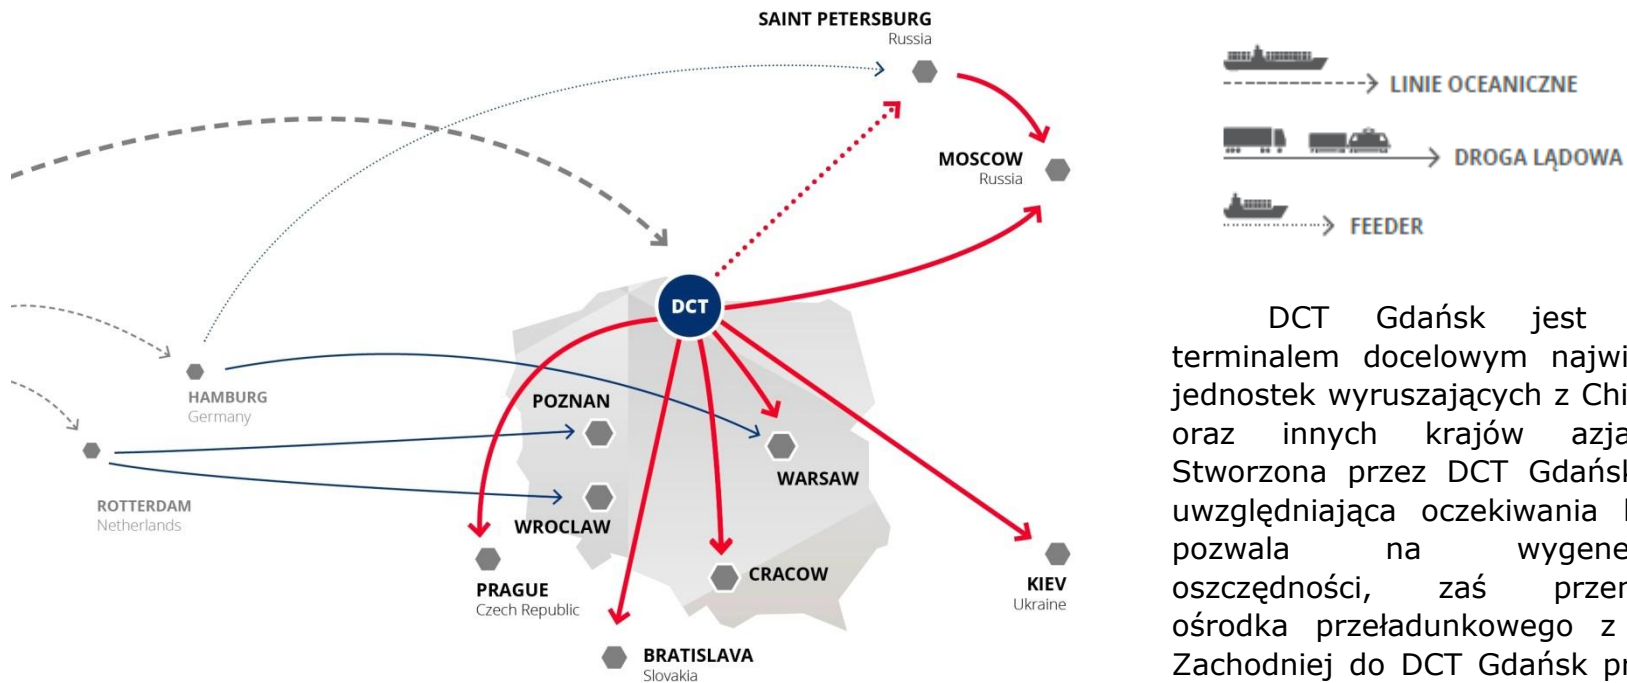 SAINT PETERSBURG
Russia
MOSCOW
Russia
DCT
HAMBURG
Germany
POZNAN
WARSAW
ROTTERDAM
Netherlands
WROCLAW
PRAGUE
Czech Republic
CRACOW
KIEV
Ukraine
BRATISLAVA
Slovakia
LINIE OCEANICZNE
DROGA LĄDOWA
FEEDER
DCT Gdańsk jest
terminalem docelowym
jednostek wyruszających z
oraz innych krajów
Stworzona przez DCT Gdańsk
uwzględniająca oczekiwania
pozwala na
oszczędności, zaś
ośrodka przeładunkowego z
Zachodniej do DCT Gdańsk